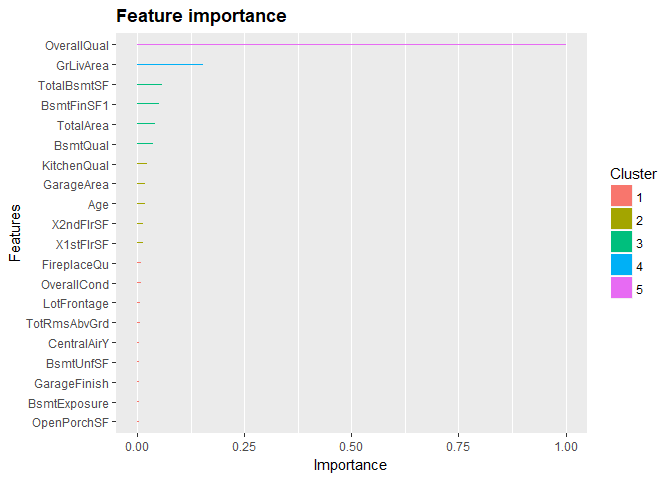 Feature importance
OverallQual
GrLivArea
TotalBsmtSF
BsmtFinSF1
TotalArea
BsmtQual
KitchenQual
GarageArea
Age
X2ndFlrSF
X1stFlrSF
FireplaceQu
OverallCond
LotFrontage
TotRmsAbvGrd
CentralAirY
BsmtUnfSF
GarageFinish
BsmtExposure
OpenPorchSF
Features
0.00 0.25 0.50 0.75 1.00
Importance
Cluster
1
2
3
4
5